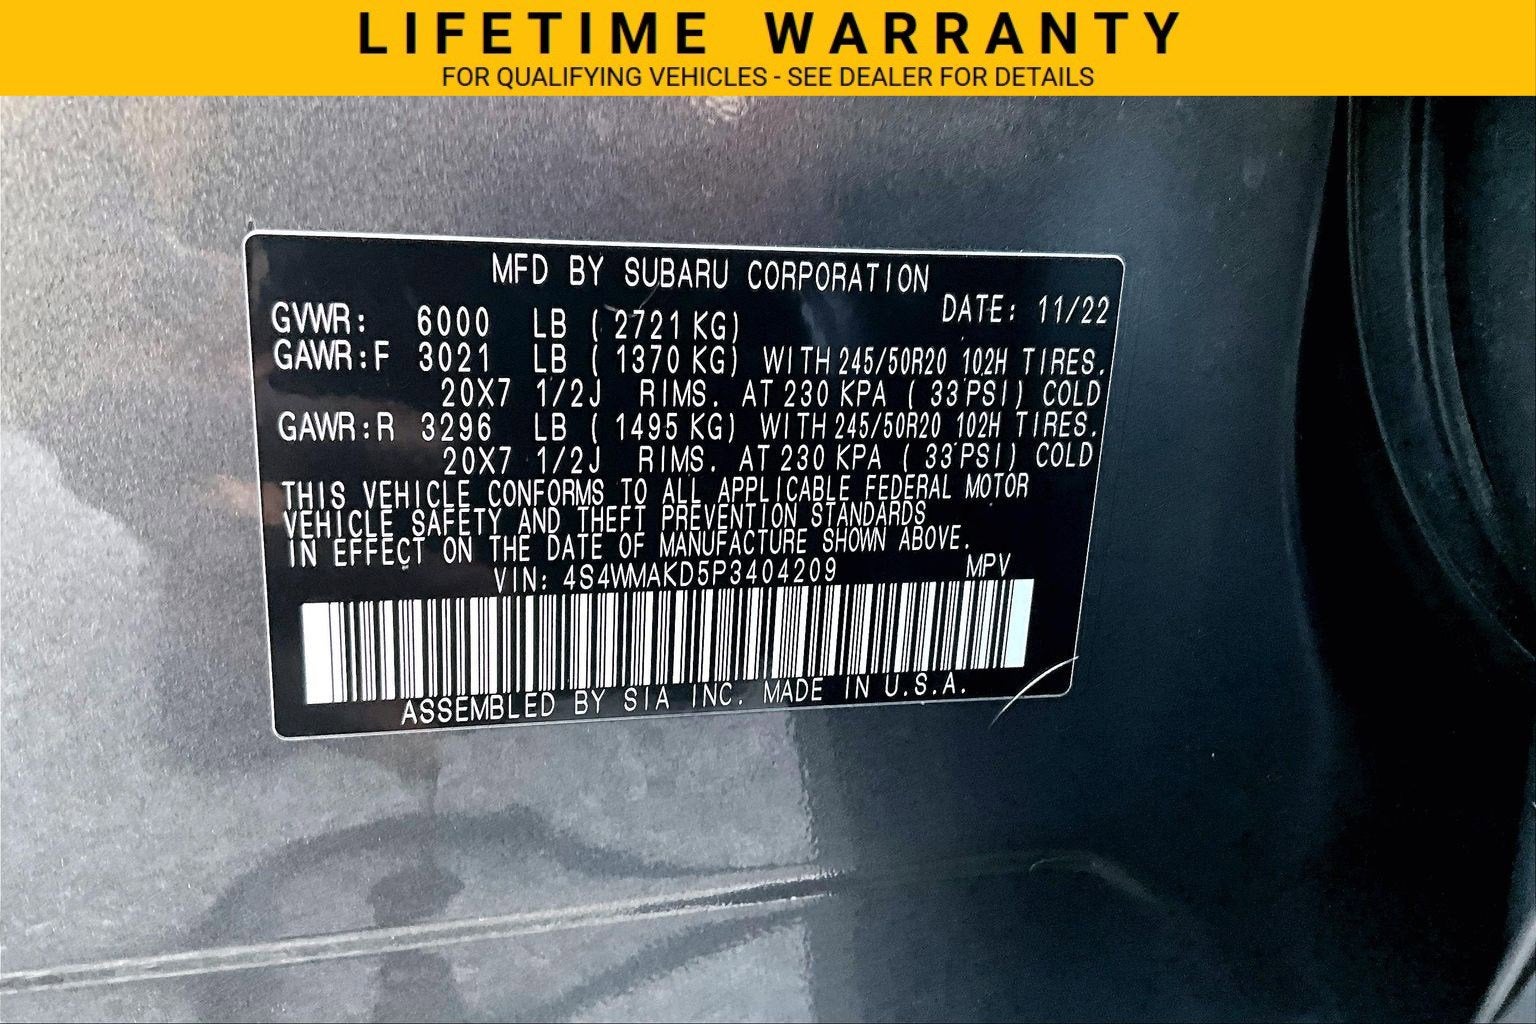 LIFETIME WARRANTY
FOR QUALIFYING VEHICLES - SEE DEALER FOR DETAILS
MFD BY SUBARU CORPORATION
DATE: 11/22
GVWR: 6000 LB ( 2721 KG)
GAWR:F 3021 LB ( 1370 KG) WITH 245/50R20 102H TIRES.
20X7 1/2J RIMS. AT 230 KPA ( 33 PSI) COLD
GAWR:R 3296 LB ( 1495 KG) WITH 245/50R20 102H TIRES.
20X7 1/2J RIMS. AT 230 KPA ( 33 PSI) COLD
THIS VEHICLE CONFORMS TO ALL APPLICABLE FEDERAL MOTOR
VEHICLE SAFETY AND THEFT PREVENTION STANDARDS
IN EFFECT ON THE DATE OF MANUFACTURE SHOWN ABOVE.
VIN: 4S4WMAKD5P3404209 MPV
ASSEMBLED BY SIA INC. MADE IN U.S.A.